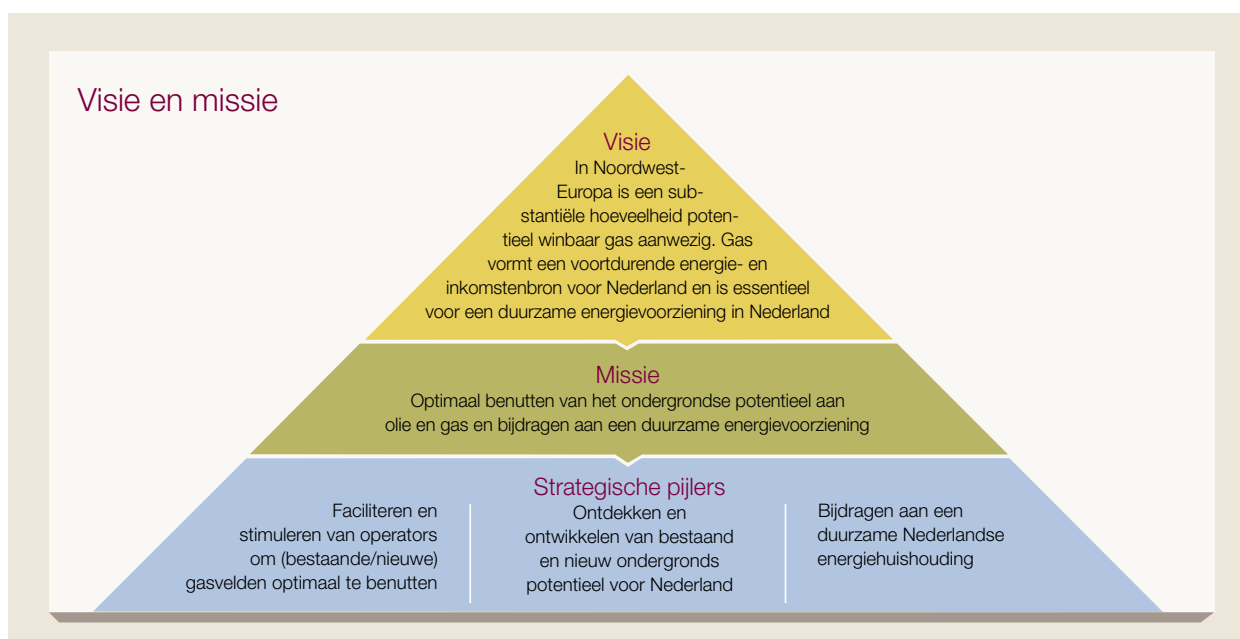 Visie en missie
Visie
In Noordwest-
Europa is een sub-
stantiële hoeveelheid poten-
tieel winbaar gas aanwezig. Gas
vormt een voortdurende energie- en
inkomstenbron voor Nederland en is essentieel
voor een duurzame energievoorziening in Nederland
Missie
Optimaal benutten van het ondergrondse potentieel aan
olie en gas en bijdragen aan een duurzame energievoorziening
Strategische pijlers
Faciliteren en
stimuleren van operators
om (bestaande/nieuwe)
gasvelden optimaal te benutten
Ontdekken en
ontwikkelen van bestaand
en nieuw ondergronds
potentieel voor Nederland
Bijdragen aan een
duurzame Nederlandse
energiehuishouding